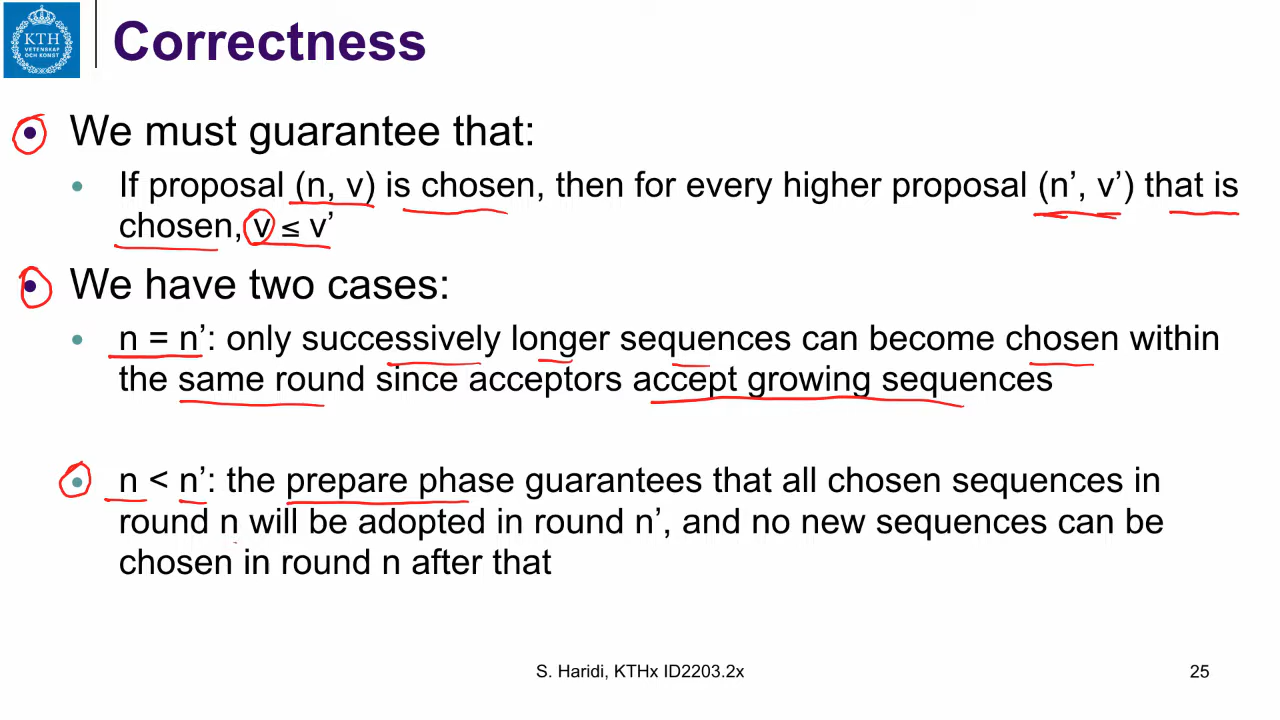 KTH
VETENSKAP
OCH KONST
Correctness
• We must guarantee that:
• If proposal (n, v) is chosen, then for every higher proposal (n’, v’) that is
chosen, v ≤ v’
• We have two cases:
• n = n’: only successively longer sequences can become chosen within
the same round since acceptors accept growing sequences
• n < n’: the prepare phase guarantees that all chosen sequences in
round n will be adopted in round n’, and no new sequences can be
chosen in round n after that
S. Haridi, KTHx ID2203.2x
25